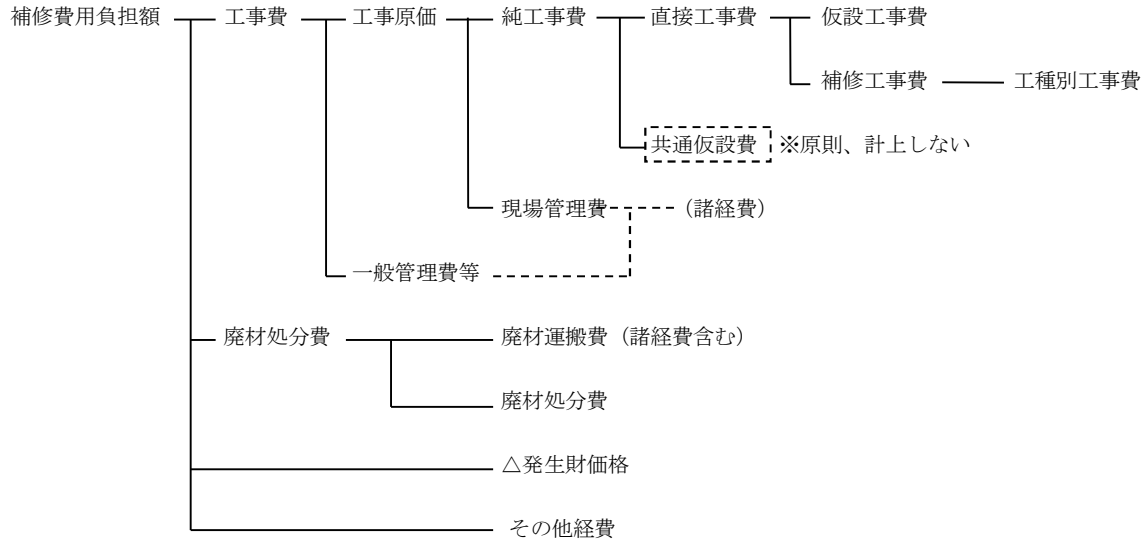 補修費用負担額 工事費 工事原価 純工事費 直接工事費 仮設工事費
補修工事費 工種別工事費
共通仮設費 ※原則、計上しない
現場管理費 (諸経費)
一般管理費等
廃材処分費 廃材運搬費(諸経費含む)
廃材処分費
△発生財価格
その他経費